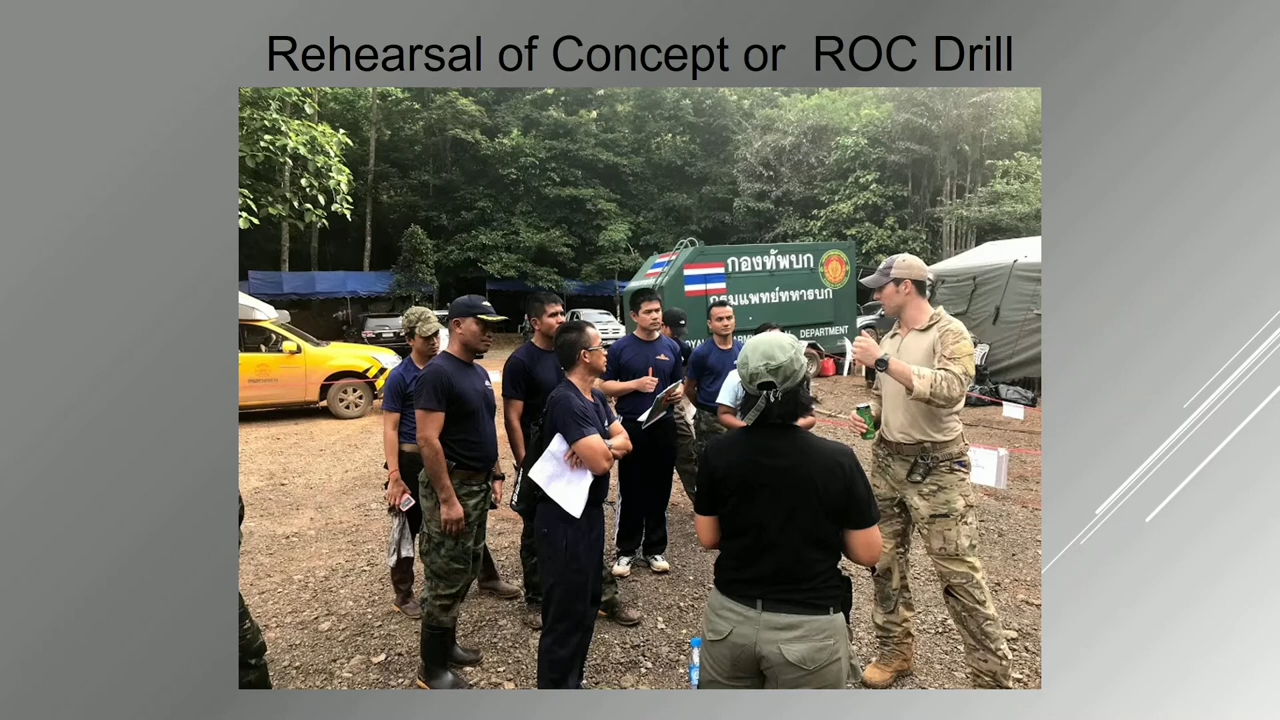 Rehearsal of Concept or  ROC Drill
กองทัพบก
กรมแพทย์ทหารบก
DEPARTMENT